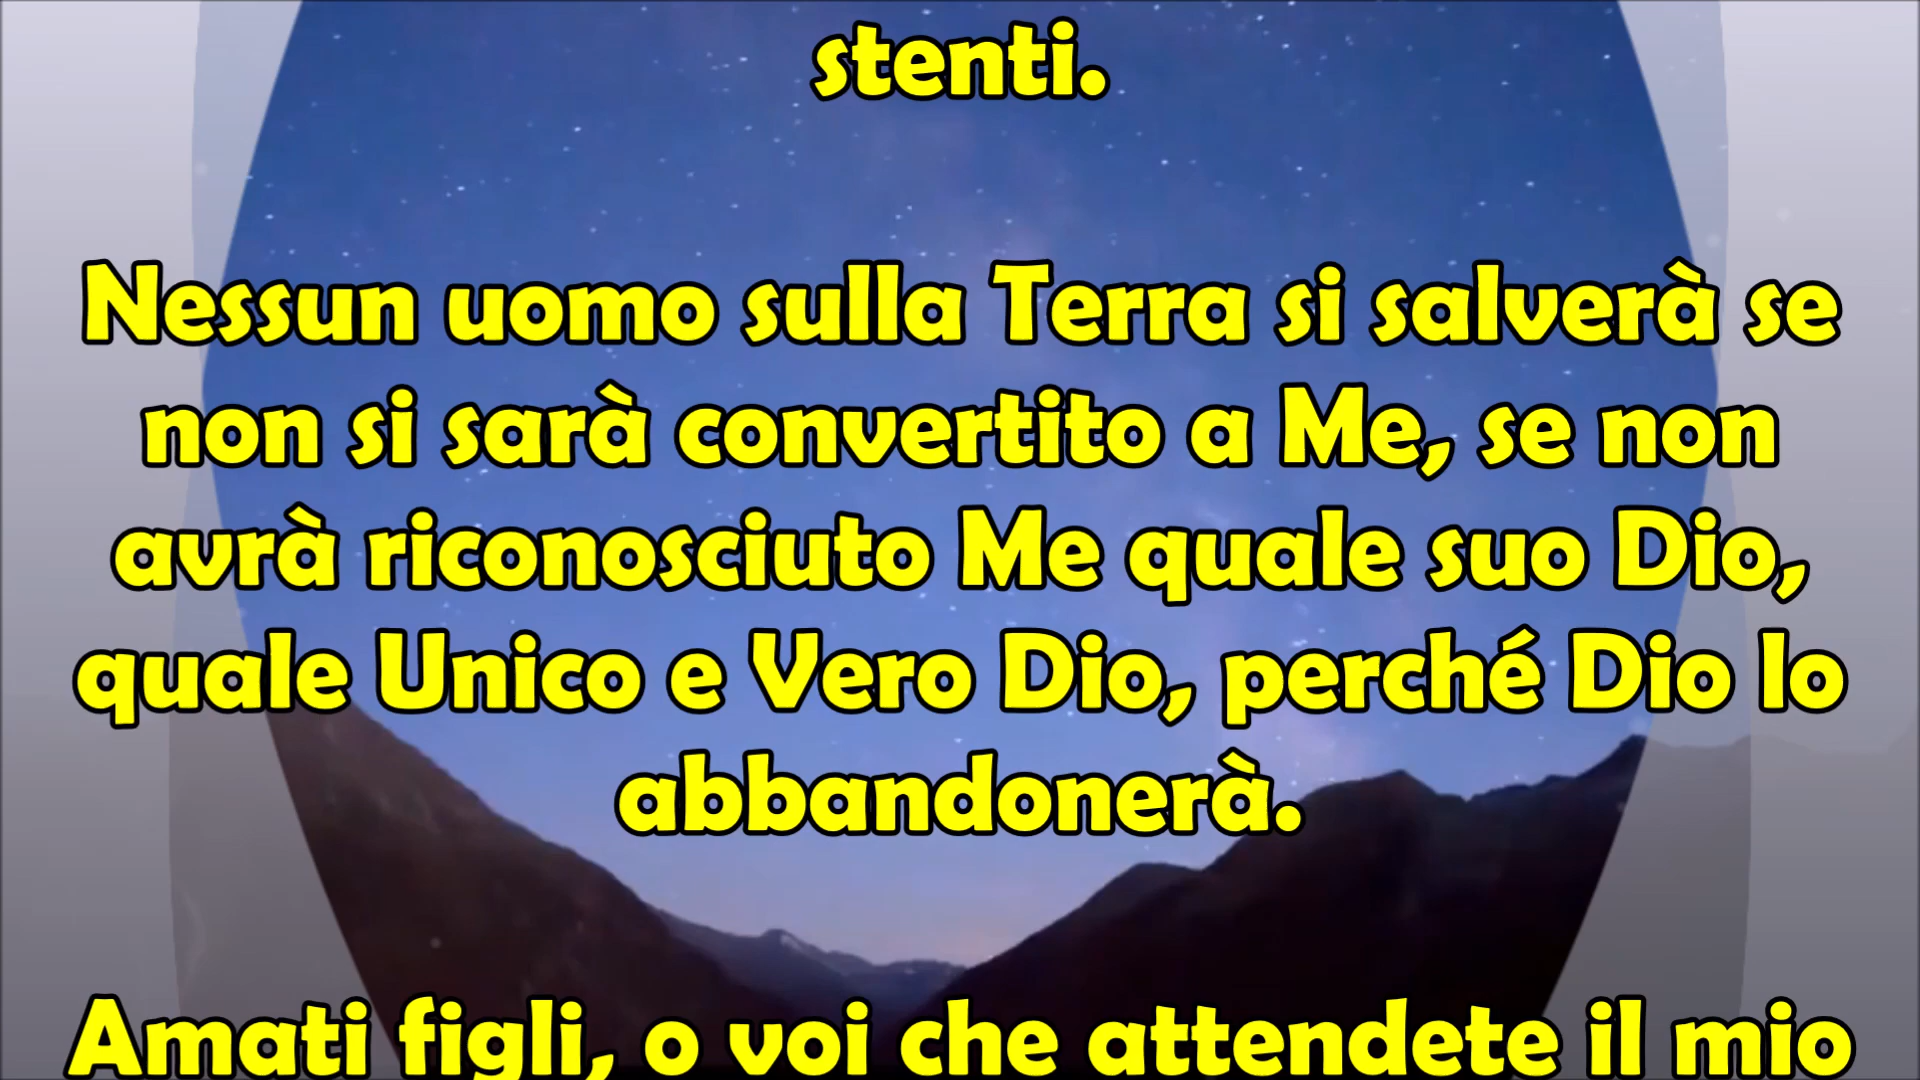 stenti.
Nessun uomo sulla Terra si salverà se
non si sarà convertito a Me, se non
avrà riconosciuto Me quale suo Dio,
quale Unico e Vero Dio, perché Dio lo
abbandonerà.
Amati figli, o voi che attendete il mio